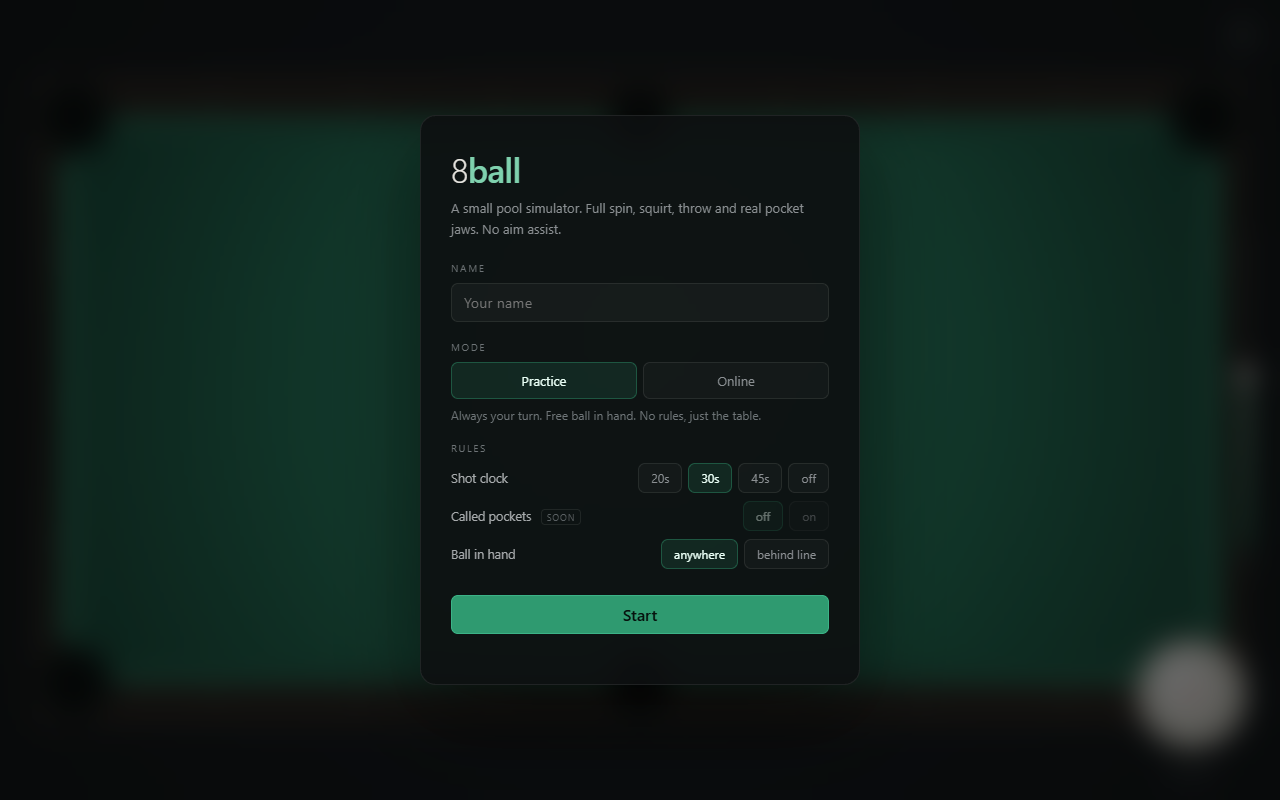 8ball
A small pool simulator. Full spin, squirt, throw and real pocket
jaws. No aim assist.
NAME
Your name
MODE
Practice Online
Always your turn. Free ball in hand. No rules, just the table.
RULES
Shot clock 20s 30s 45s off
Called pockets SOON off on
Ball in hand anywhere behind line
Start